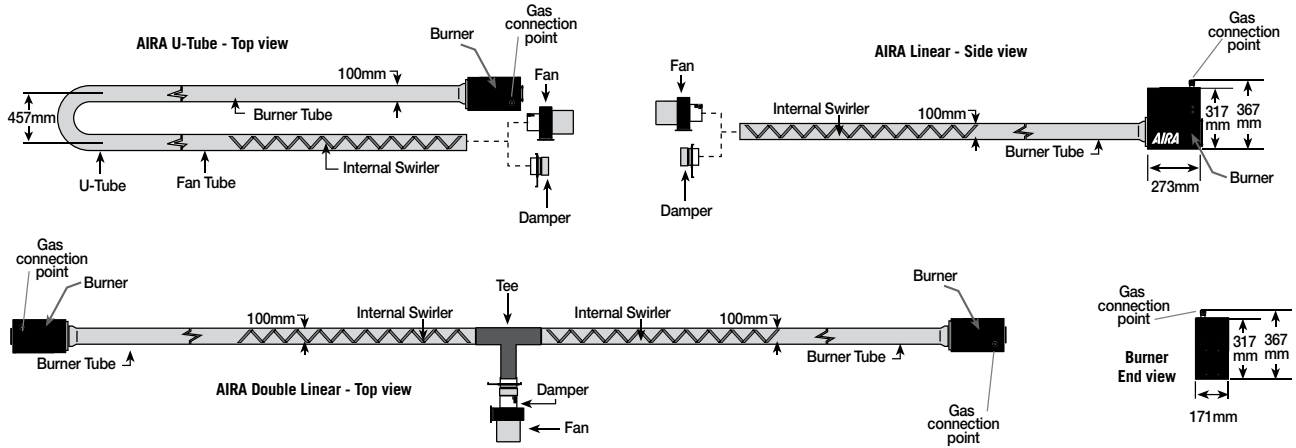 AIRA U-Tube - Top view
Burner
Gas
connection
point
Fan
100mm
Burner Tube
457mm
Internal Swirler
U-Tube
Fan Tube
Damper
AIRA Linear - Side view
Gas
connection
point
Fan
Internal Swirler
100mm
317
mm
367
mm
AIRA
Burner Tube
273mm
Burner
Damper
Gas
connection
point
Burner
100mm
Internal Swirler
Tee
Internal Swirler
100mm
Burner
Burner Tube
Burner Tube
AIRA Double Linear - Top view
Damper
Fan
Gas
connection
point
Gas
connection
point
Burner
End view
317
mm
367
mm
171mm